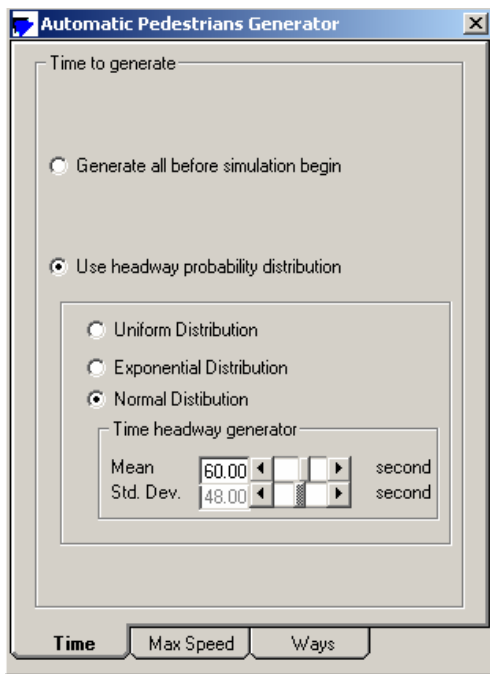 Automatic Pedestrians Generator
Time to generate
Generate all before simulation begin
Use headway probability distribution
Uniform Distribution
Exponential Distribution
Normal Distibution
Time headway generator
Mean 60.00 second
Std. Dev. 48.00 second
Time Max Speed Ways